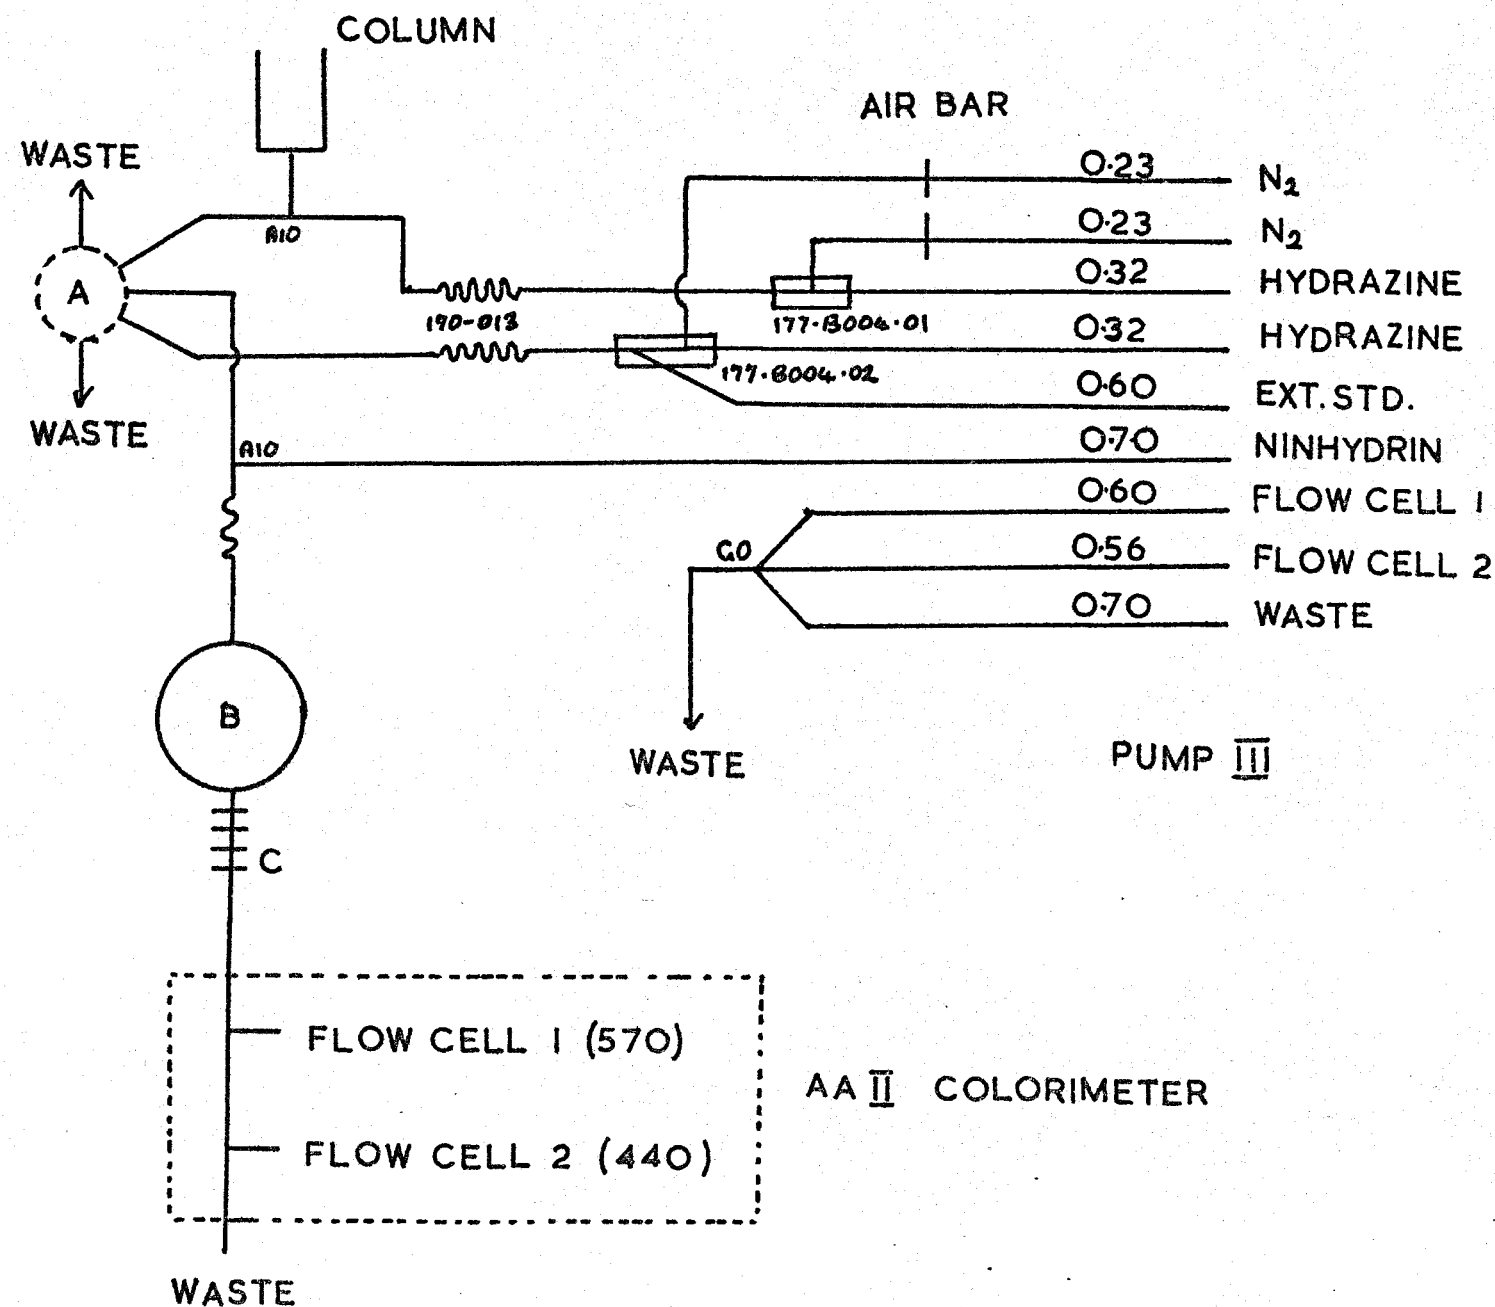 COLUMN
AIR BAR
WASTE
0.23 N2
0.23 N2
A10
A
0.32 HYDRAZINE
190-013
177-B004-01
0.32 HYDRAZINE
177-B004-02
0.60 EXT. STD.
WASTE
0.70 NINHYDRIN
A10
0.60 FLOW CELL 1
GO
0.56 FLOW CELL 2
0.70 WASTE
B
WASTE
PUMP III
C
FLOW CELL 1 (570)
AA II COLORIMETER
FLOW CELL 2 (440)
WASTE